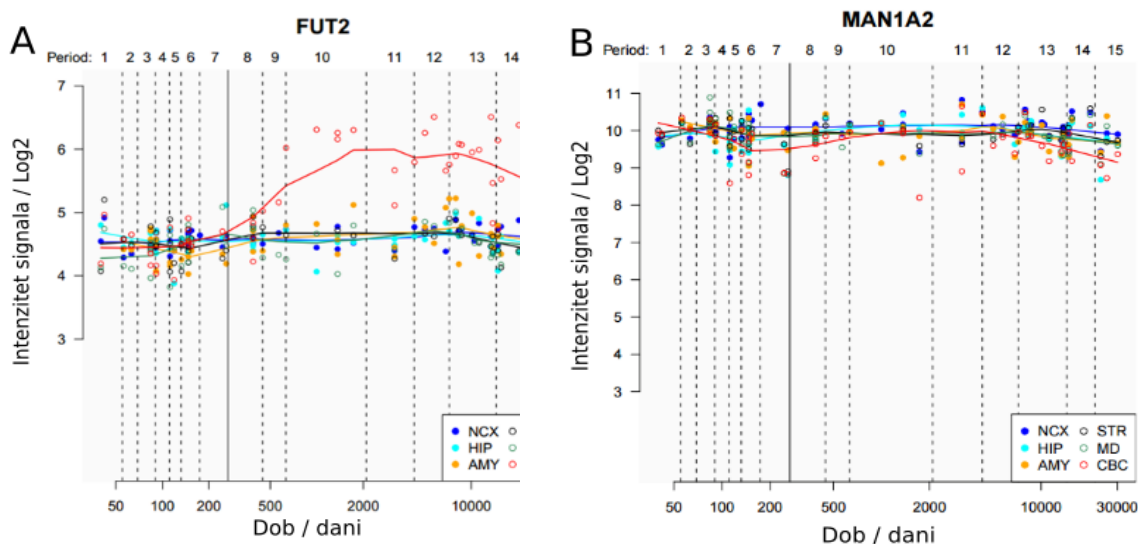 A
FUT2
Period: 1 2 3 4 5 6 7 8 9 10 11 12 13 14
7
6
5
4
3
Intenzitet signala / Log2
NCX
HIP
AMY
50 100 200 500 2000 10000
Dob / dani
B
MAN1A2
Period: 1 2 3 4 5 6 7 8 9 10 11 12 13 14 15
11
10
9
8
7
6
5
4
3
Intenzitet signala / Log2
NCX STR
HIP MD
AMY CBC
50 100 200 500 2000 10000 30000
Dob / dani